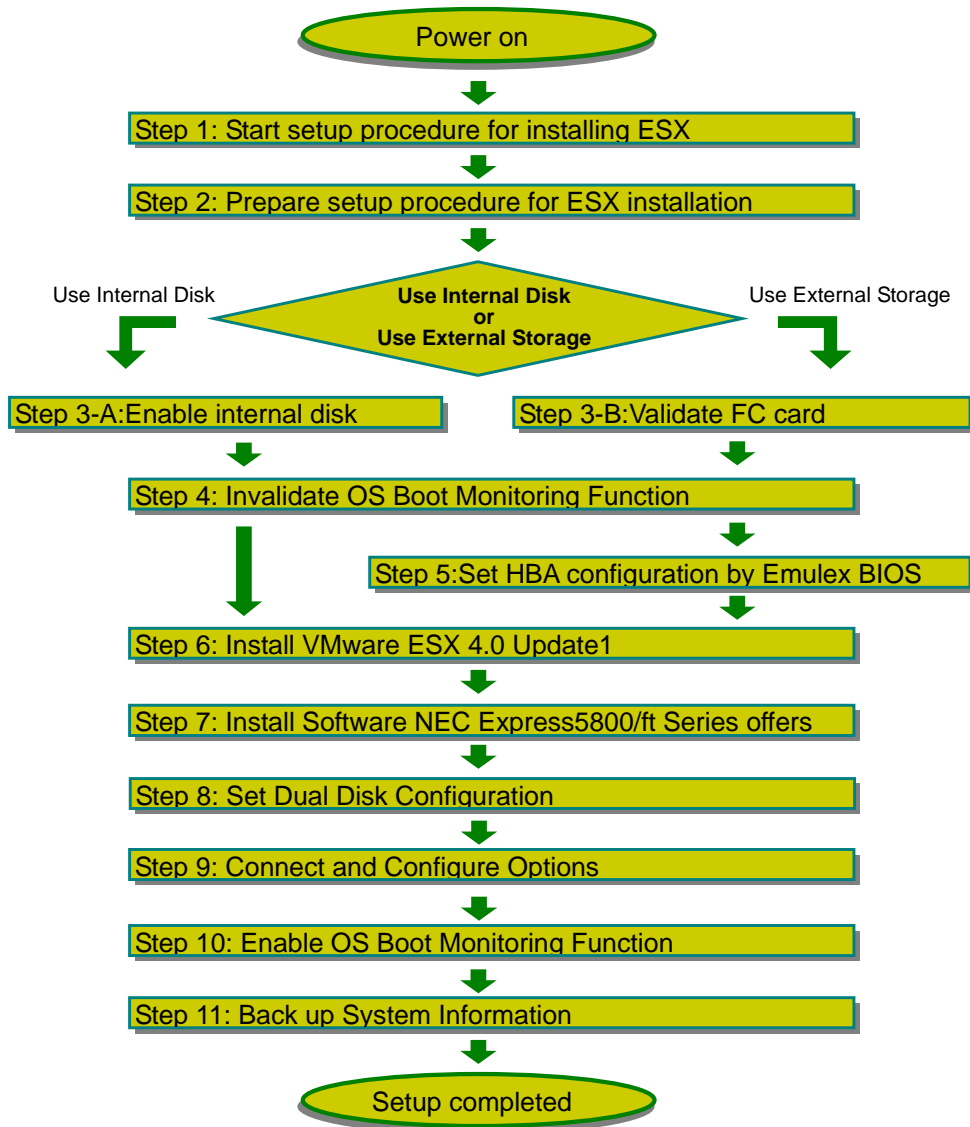 Power on
Step 1: Start setup procedure for installing ESX
Step 2: Prepare setup procedure for ESX installation
Use Internal Disk
Use Internal Disk
or
Use External Storage
Use External Storage
Step 3-A:Enable internal disk
Step 3-B:Validate FC card
Step 4: Invalidate OS Boot Monitoring Function
Step 5:Set HBA configuration by Emulex BIOS
Step 6: Install VMware ESX 4.0 Update1
Step 7: Install Software NEC Express5800/ft Series offers
Step 8: Set Dual Disk Configuration
Step 9: Connect and Configure Options
Step 10: Enable OS Boot Monitoring Function
Step 11: Back up System Information
Setup completed